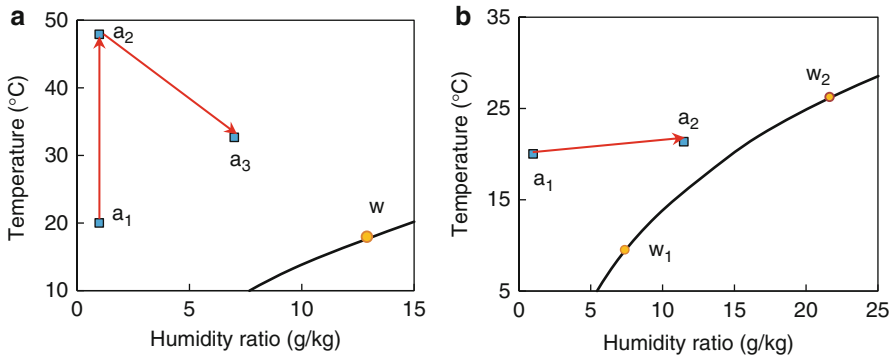 a
Temperature (°C)
50
40
30
20
10
a2
a3
a1
w
0
5
10
15
Humidity ratio (g/kg)
b
Temperature (°C)
35
25
15
5
w2
a2
a1
w1
0
5
10
15
20
25
Humidity ratio (g/kg)